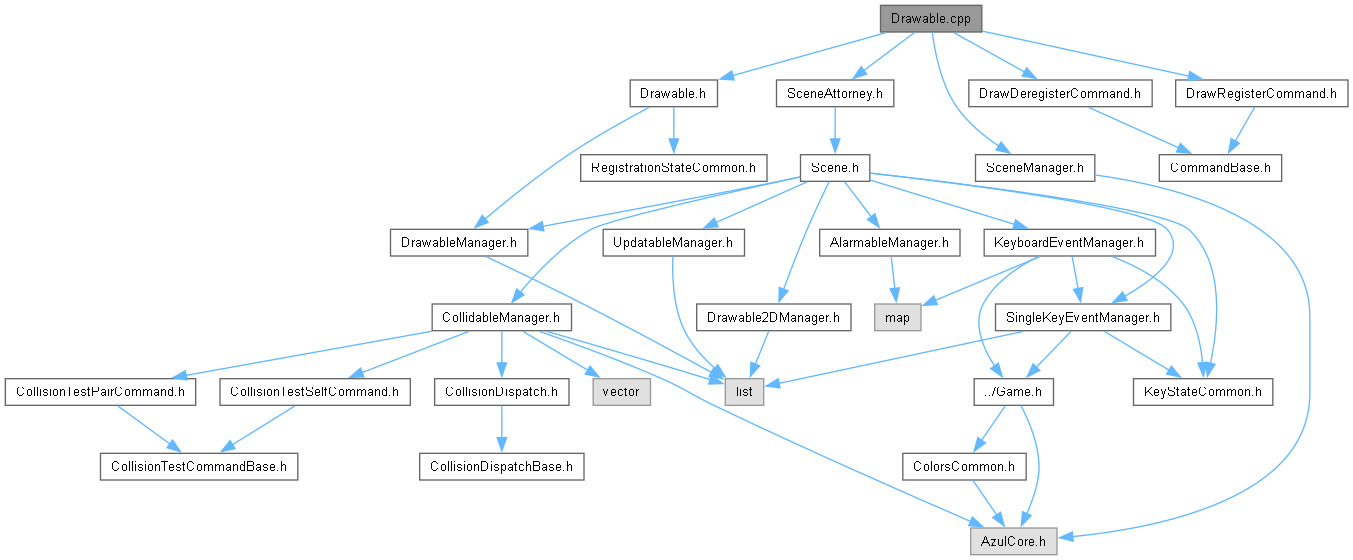 Drawable.cpp
Drawable.h
SceneAttorney.h
DrawDeregisterCommand.h
DrawRegisterCommand.h
RegistrationStateCommon.h
Scene.h
SceneManager.h
CommandBase.h
DrawableManager.h
UpdatableManager.h
AlarmableManager.h
KeyboardEventManager.h
CollidableManager.h
Drawable2DManager.h
map
SingleKeyEventManager.h
CollisionTestPairCommand.h
CollisionTestSelfCommand.h
CollisionDispatch.h
vector
list
../Game.h
KeyStateCommon.h
CollisionTestCommandBase.h
CollisionDispatchBase.h
ColorsCommon.h
AzulCore.h